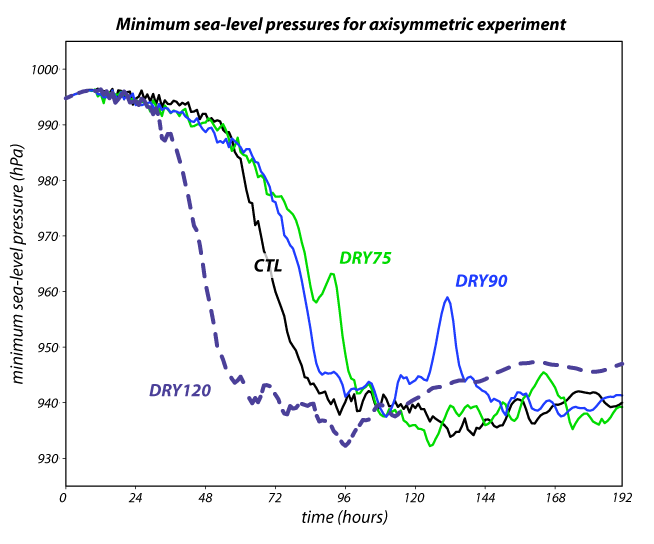 Minimum sea-level pressures for axisymmetric experiment
minimum sea-level pressure (hPa)
1000
990
980
970
960
950
940
930
CTL
DRY75
DRY90
DRY120
0 24 48 72 96 120 144 168 192
time (hours)